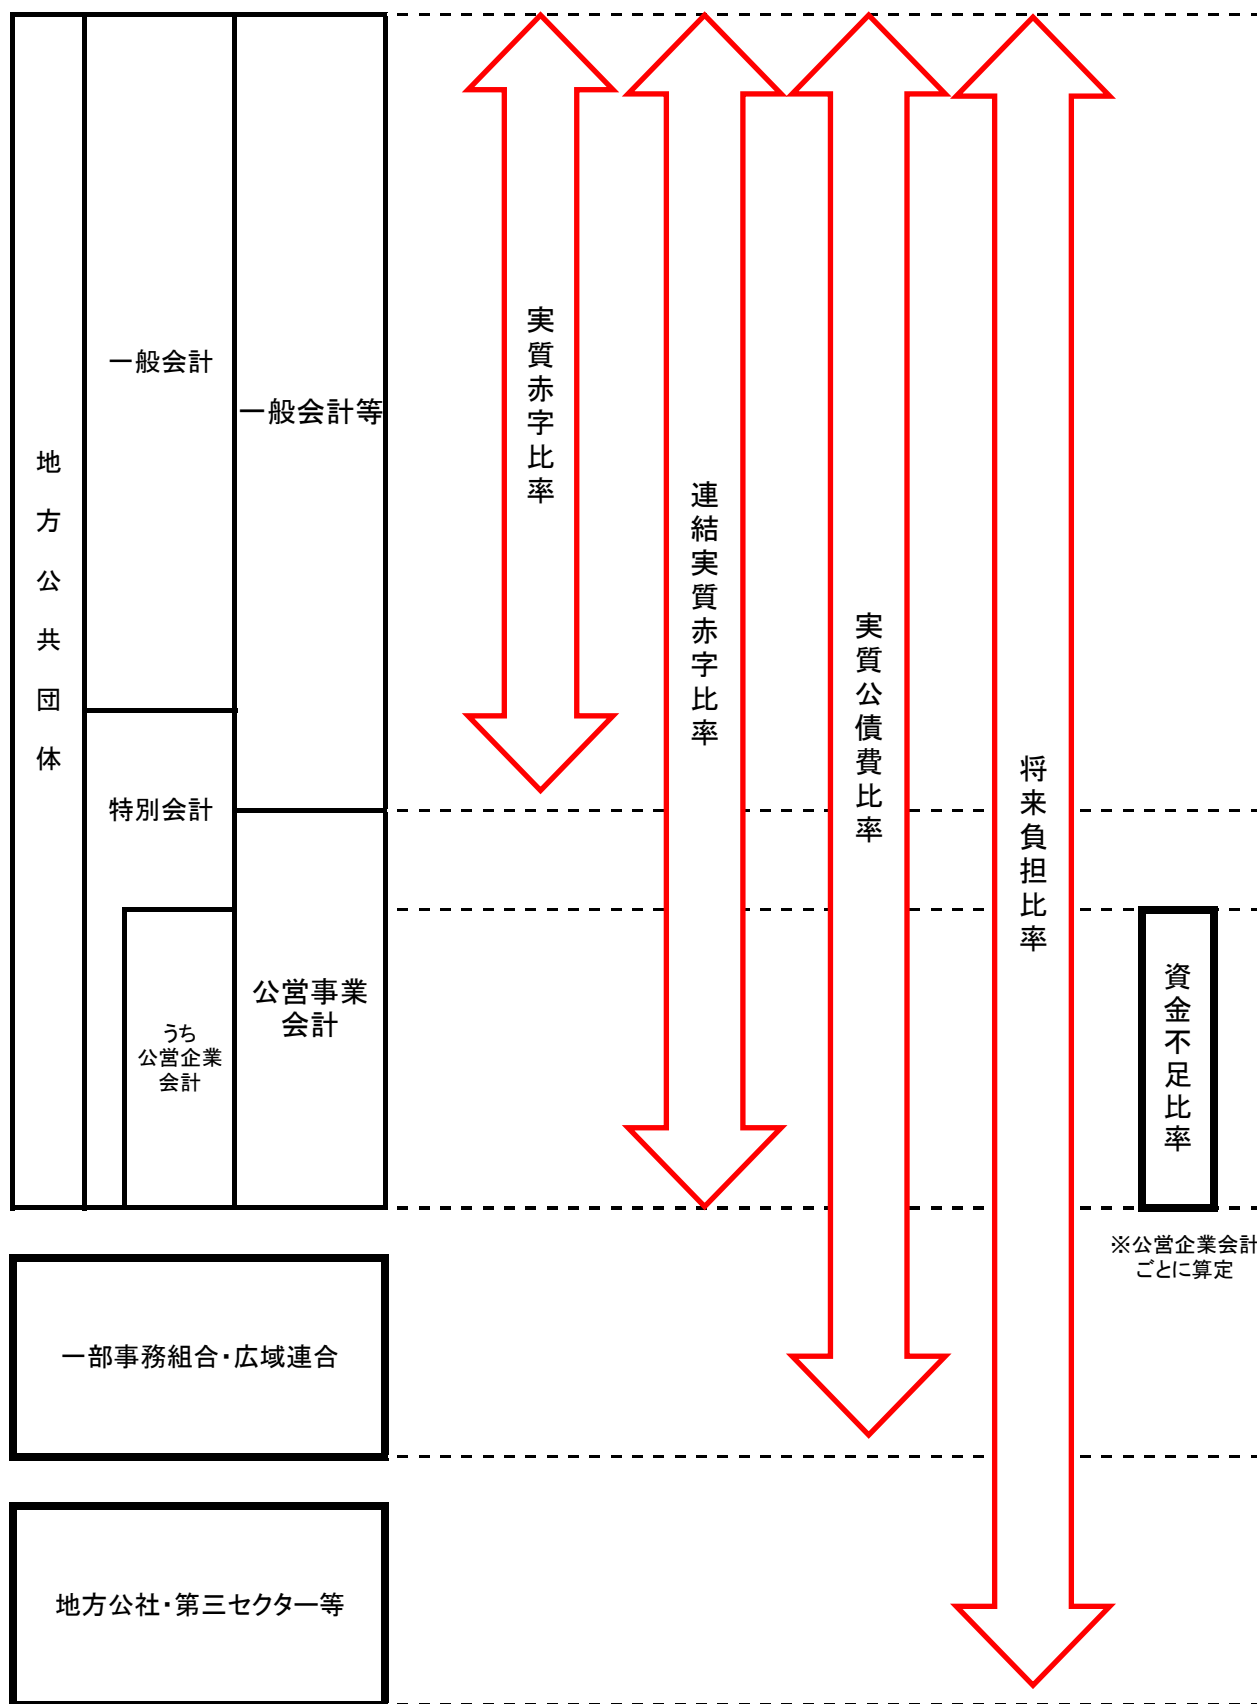 地方公共団体
一般会計
一般会計等
特別会計
うち
公営企業
会計
公営事業
会計
実質赤字比率
連結実質赤字比率
実質公債費比率
将来負担比率
資金不足比率
※公営企業会計
ごとに算定
一部事務組合・広域連合
地方公社・第三セクター等